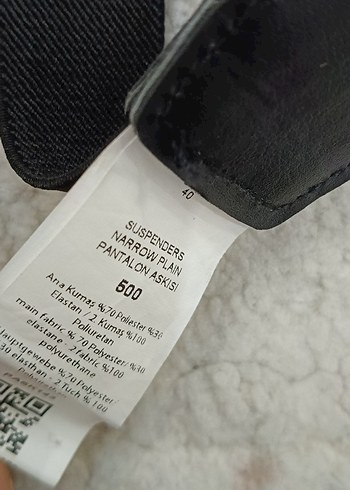 40
SUSPENDERS
NARROW PLAIN
PANTALON ASKISI
500
Ana Kumaş %70 Poliester %30
Elastan / 2 Kumaş %100
Poliüretan
main fabric % 70 Polyester/ %30
elastane - 2 fabric %100
polyurethane
Hauptgewebe %70 Polyester/
30 elasthan - 2 Tuch %100